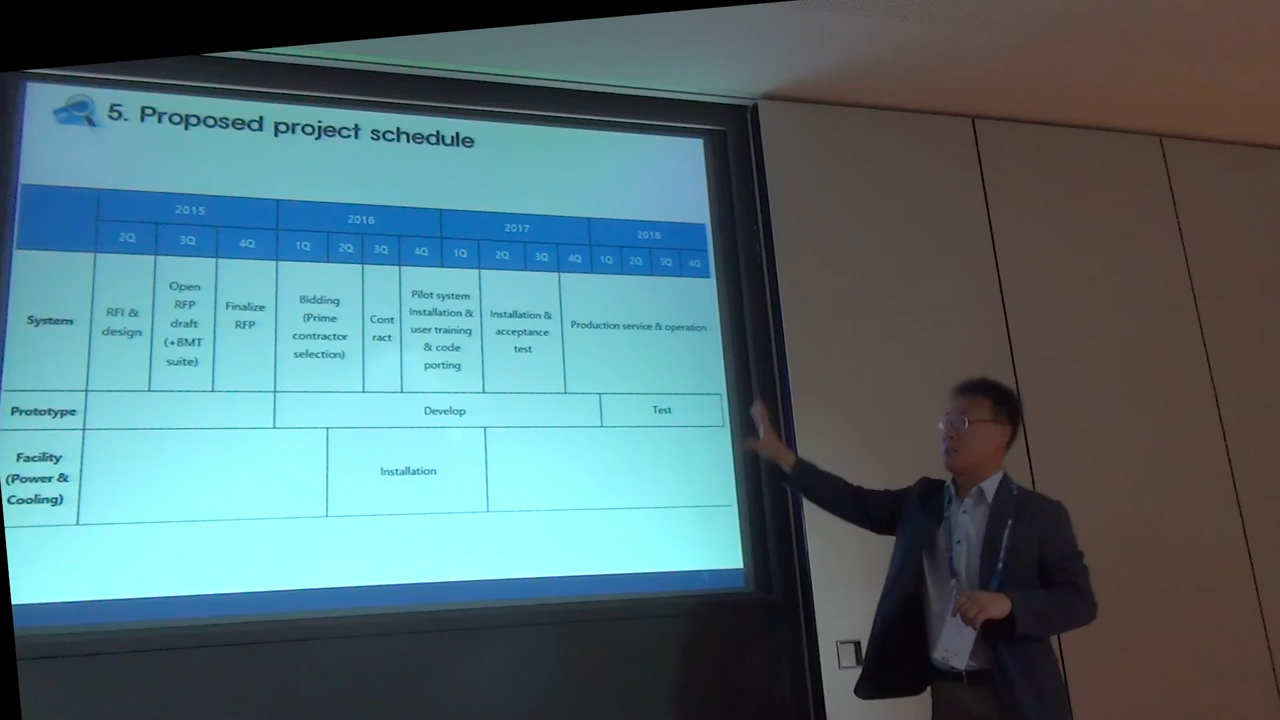 5. Proposed project schedule
2015 2016 2017 2018
2Q 3Q 4Q 1Q 2Q 3Q 4Q 1Q 2Q 3Q 4Q 1Q 2Q 3Q 4Q
System
RFI &
design
Open
RFP
draft
(+BMT
suite)
Finalize
RFP
Bidding
(Prime
contractor
selection)
Cont
ract
Pilot system
Installation &
user training
& code
porting
Installation &
acceptance
test
Production service & operation
Prototype
Develop
Test
Facility
(Power &
Cooling)
Installation